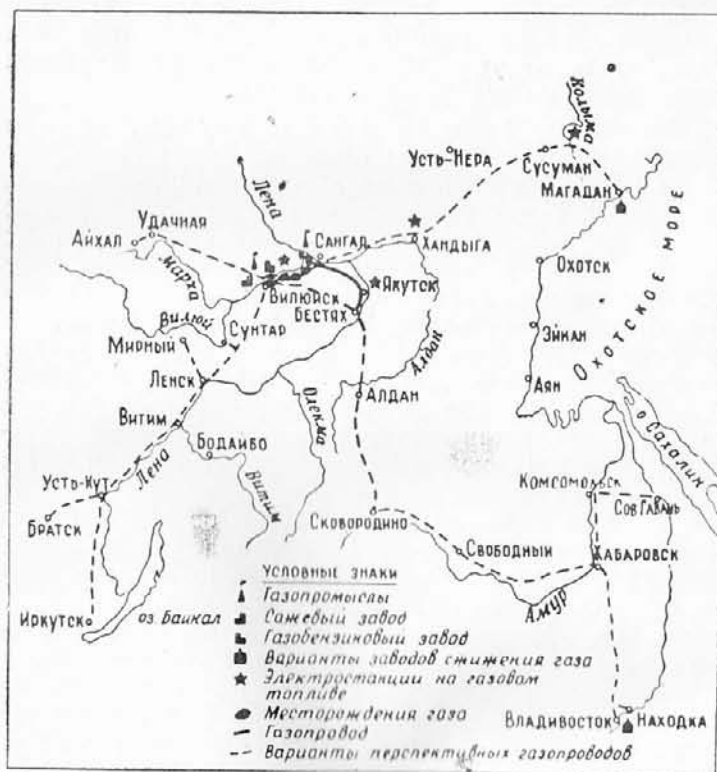 Колыма
Усть-Нера
Сусуман
Магадан
Лена
Удачная
Айхал
Сангар
Хандыга
Марха
Охотск
Охотское море
Якутск
Вилюйск
Бестях
Вилюй
Сунтар
Мирный
Эйкан
Алдан
Ленск
Олекма
Алдан
Аян
Витим
Бодайбо
о. Сахалин
Лена
Усть-Кут
Витим
Комсомольск
Сов Гавань
Братск
Сковородино
Свободный
Хабаровск
Амур
Иркутск
оз. Байкал
Условные знаки
Газопромыслы
Сажевый завод
Газобензиновый завод
Варианты заводов сжижения газа
Электростанции на газовом
топливе
Месторождения газа
Газопровод
Варианты перспективных газопроводов
Владивосток
Находка